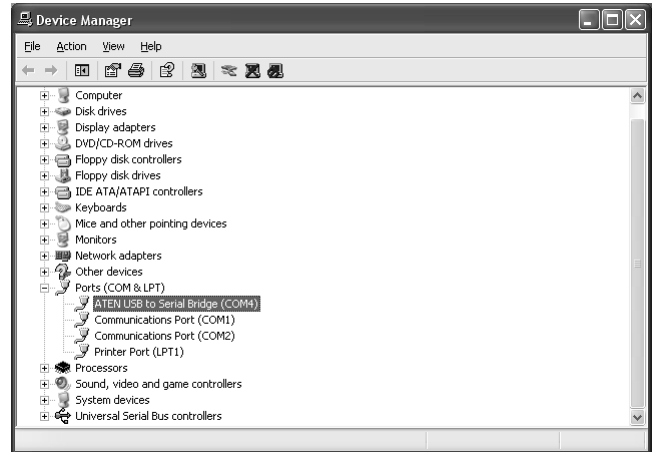 Device Manager
File Action View Help
Computer
Disk drives
Display adapters
DVD/CD-ROM drives
Floppy disk controllers
Floppy disk drives
IDE ATA/ATAPI controllers
Keyboards
Mice and other pointing devices
Monitors
Network adapters
Other devices
Ports (COM & LPT)
ATEN USB to Serial Bridge (COM4)
Communications Port (COM1)
Communications Port (COM2)
Printer Port (LPT1)
Processors
Sound, video and game controllers
System devices
Universal Serial Bus controllers